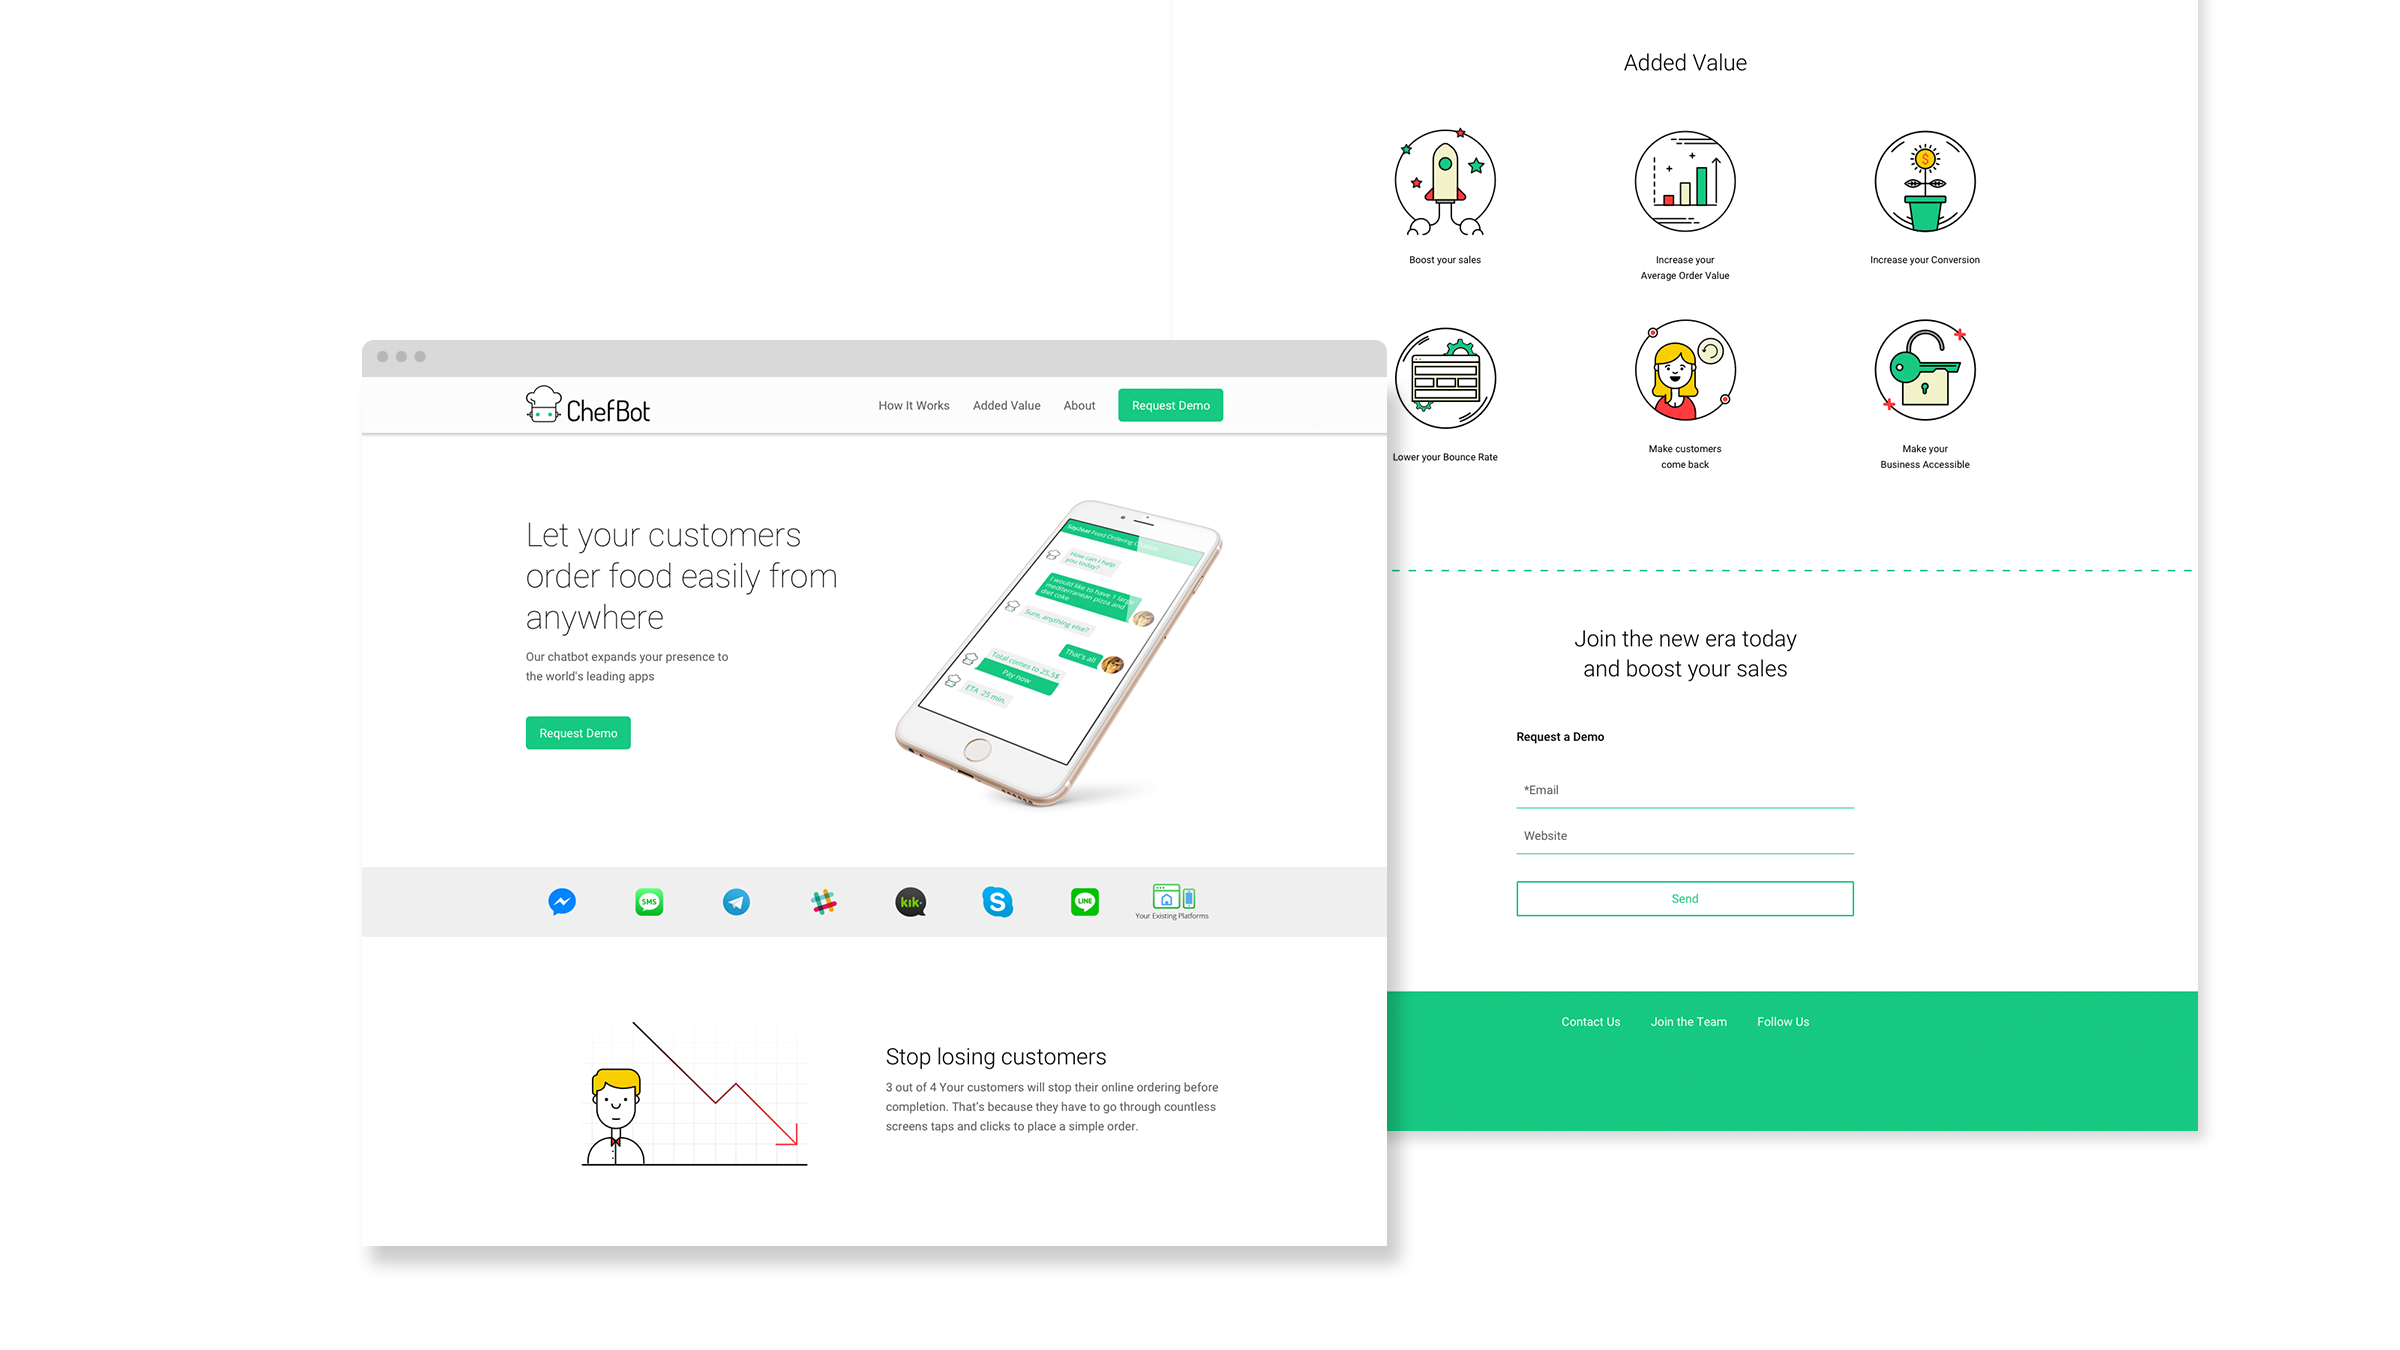 ChefBot
How It Works
Added Value
About
Request Demo
Let your customers
order food easily from
anywhere
Our chatbot expands your presence to
the world's leading apps
Request Demo
Say2eat Food Ordering Chatbot
How can I help
you today?
I would like to have 1 large
mediterranean pizza and
diet coke
Sure, anything else?
That's all
Total comes to 25.5$
Pay now
ETA 25 min.
SMS
kik·
S
LINE
Your Existing Platforms
Stop losing customers
3 out of 4 Your customers will stop their online ordering before
completion. That's because they have to go through countless
screens taps and clicks to place a simple order.
Added Value
Boost your sales
Increase your
Average Order Value
$
Increase your Conversion
Lower your Bounce Rate
Make customers
come back
Make your
Business Accessible
Join the new era today
and boost your sales
Request a Demo
*Email
Website
Send
Contact Us
Join the Team
Follow Us